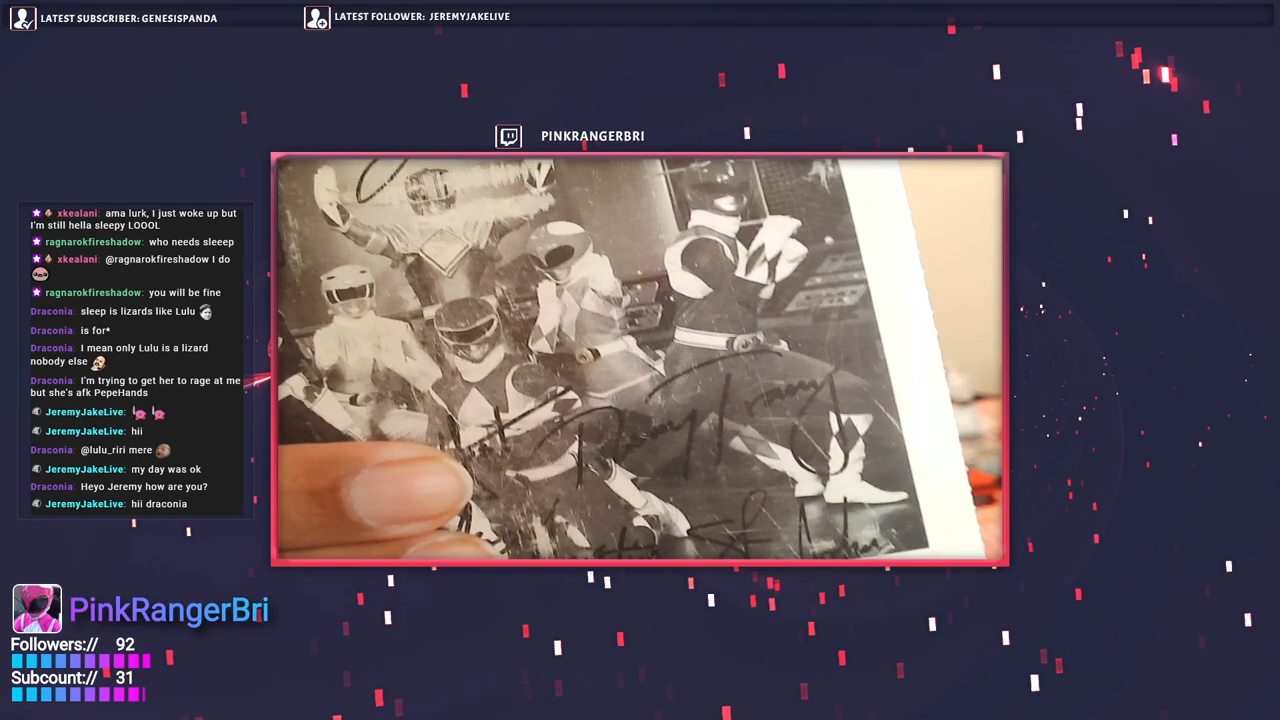 LATEST SUBSCRIBER: GENESISPANDA
LATEST FOLLOWER: JEREMYJAKELIVE
PINKRANGERBRI
xkealani: ama lurk, I just woke up but
I'm still hella sleepy LOOOL
ragnarokfireshadow: who needs sleeep
xkealani: @ragnarokfireshadow I do
ragnarokfireshadow: you will be fine
Draconia: sleep is lizards like Lulu
Draconia: is for*
Draconia: I mean only Lulu is a lizard
nobody else
Draconia: I'm trying to get her to rage at me
but she's afk PepeHands
JeremyJakeLive:
JeremyJakeLive: hii
Draconia: @lulu_riri mere
JeremyJakeLive: my day was ok
Draconia: Heyo Jeremy how are you?
JeremyJakeLive: hii draconia
PinkRangerBri
Followers:// 92
Subcount:// 31